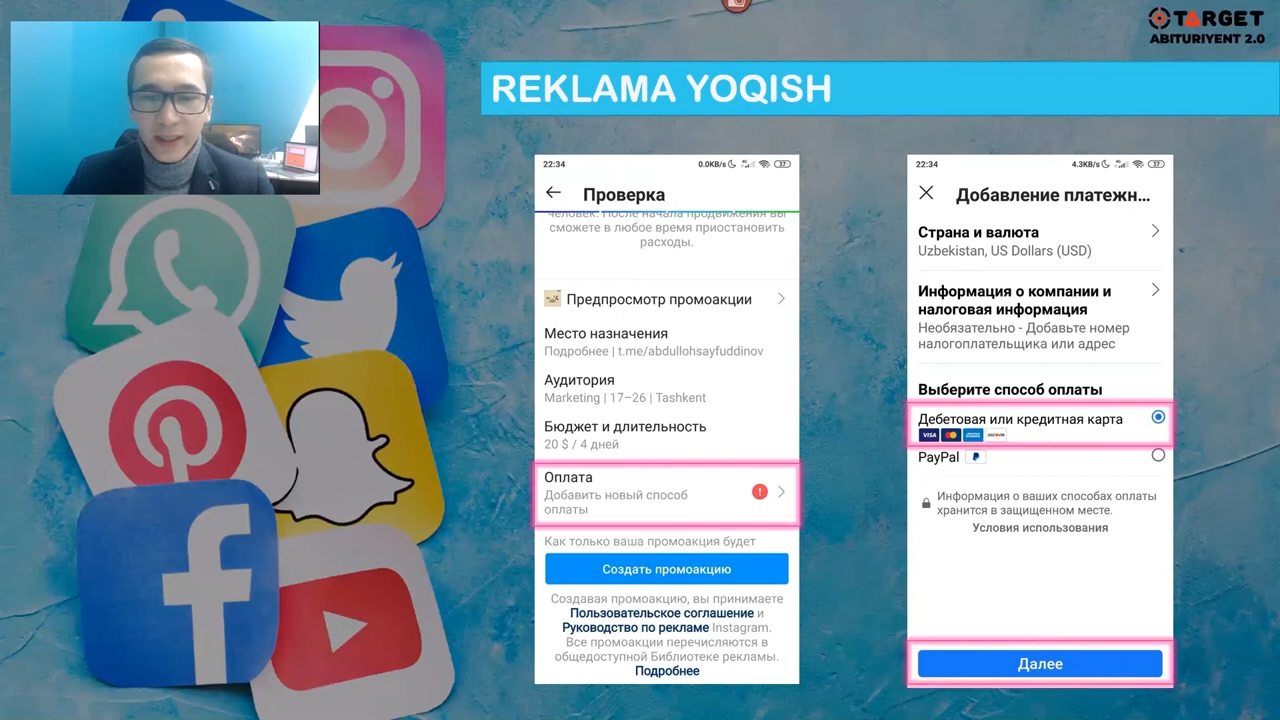 TARGET
ABITURIYENT 2.0
REKLAMA YOQISH
22:34
0.0KB/s
37
Проверка
человек. После начала продвижения вы
сможете в любое время приостановить
расходы.
Предпросмотр промоакции
Место назначения
Подробнее | t.me/abdullohsayfuddinov
Аудитория
Marketing | 17–26 | Tashkent
Бюджет и длительность
20 $ / 4 дней
Оплата
Добавить новый способ
оплаты
Как только ваша промоакция будет
Создать промоакцию
Создавая промоакцию, вы принимаете
Пользовательское соглашение и
Руководство по рекламе Instagram.
Все промоакции перечисляются в
общедоступной Библиотеке рекламы.
Подробнее
22:34
4.3KB/s
37
Добавление платежн...
Страна и валюта
Uzbekistan, US Dollars (USD)
Информация о компании и
налоговая информация
Необязательно - Добавьте номер
налогоплательщика или адрес
Выберите способ оплаты
Дебетовая или кредитная карта
VISA
DISCOVER
PayPal
Информация о ваших способах оплаты
хранится в защищенном месте.
Условия использования
Далее